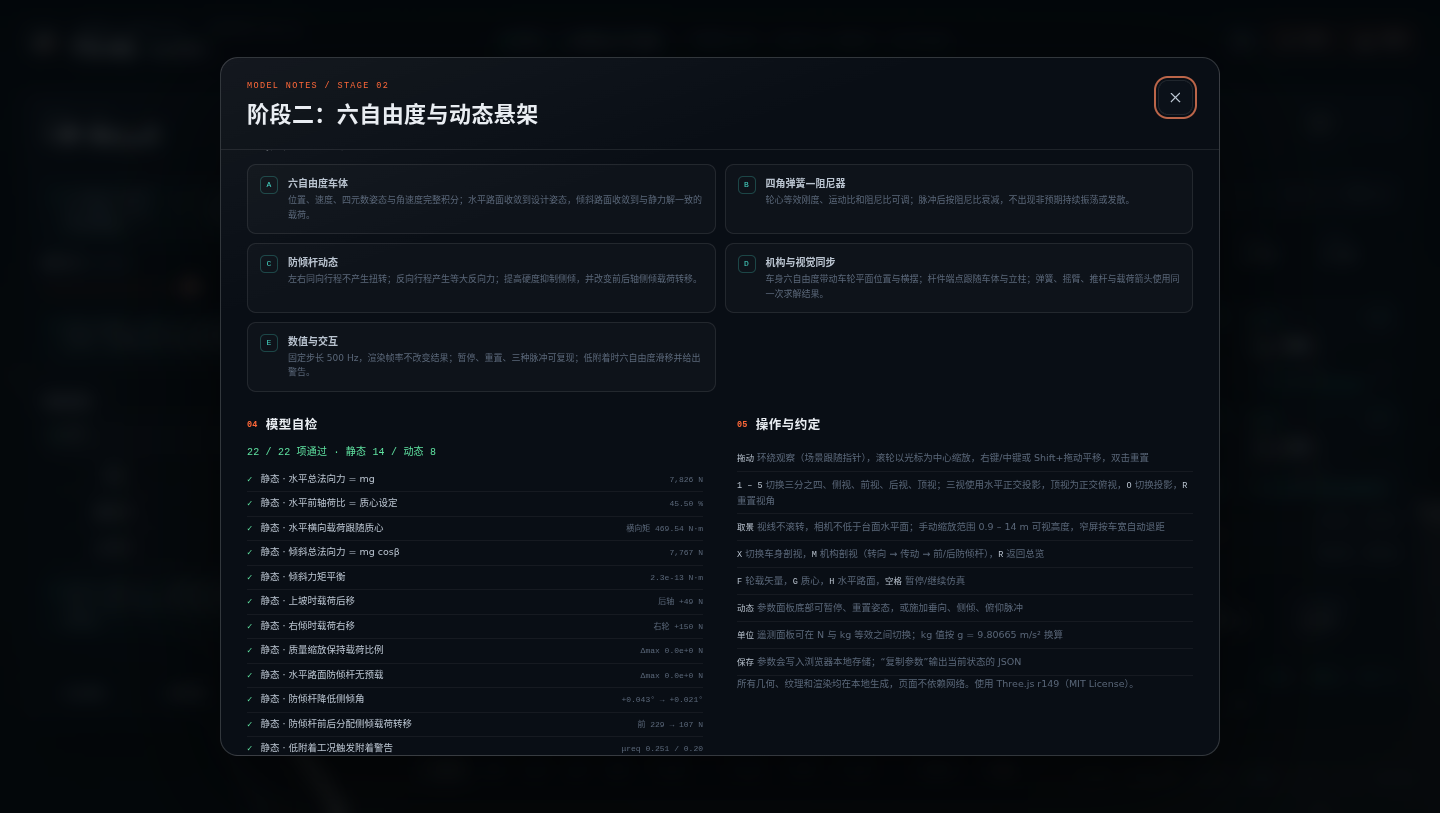 MODEL NOTES / STAGE 02
阶段二：六自由度与动态悬架
×
A 六自由度车体
位置、速度、四元数姿态与角速度完整积分；水平路面收敛到设计姿态，倾斜路面收敛到与静力解一致的
载荷。
B 四角弹簧—阻尼器
轮心等效刚度、运动比和阻尼比可调；脉冲后按阻尼比衰减，不出现非预期持续振荡或发散。
C 防倾杆动态
左右同向行程不产生扭转；反向行程产生等大反向力；提高硬度抑制侧倾，并改变前后轴侧倾载荷转移。
D 机构与视觉同步
车身六自由度带动车轮平面位置与横摆；杆件端点跟随车体与立柱；弹簧、摇臂、推杆与载荷箭头使用同
一次求解结果。
E 数值与交互
固定步长 500 Hz，渲染帧率不改变结果；暂停、重置、三种脉冲可复现；低附着时六自由度滑移并给出
警告。
04 模型自检
22 / 22 项通过 · 静态 14 / 动态 8
✓ 静态 · 水平总法向力 = mg 7,826 N
✓ 静态 · 水平前轴荷比 = 质心设定 45.50 %
✓ 静态 · 水平横向载荷跟随质心 横向矩 469.54 N·m
✓ 静态 · 倾斜总法向力 = mg cosβ 7,767 N
✓ 静态 · 倾斜力矩平衡 2.3e-13 N·m
✓ 静态 · 上坡时载荷后移 后轴 +49 N
✓ 静态 · 右倾时载荷右移 右轮 +150 N
✓ 静态 · 质量缩放保持载荷比例 Δmax 0.0e+0 N
✓ 静态 · 水平路面防倾杆无预载 Δmax 0.0e+0 N
✓ 静态 · 防倾杆降低侧倾角 +0.043° → +0.021°
✓ 静态 · 防倾杆前后分配侧倾载荷转移 前 229 → 107 N
✓ 静态 · 低附着工况触发附着警告 μreq 0.251 / 0.20
05 操作与约定
拖动 环绕观察（场景跟随指针），滚轮以光标为中心缩放，右键/中键或 Shift+拖动平移，双击重置
1 – 5 切换三分之四、侧视、前视、后视、顶视；三视使用水平正交投影，顶视为正交俯视，O 切换投影，R
重置视角
取景 视线不滚转，相机不低于台面水平面；手动缩放范围 0.9 – 14 m 可视高度，窄屏按车宽自动退距
X 切换车身剖视，M 机构剖视（转向 → 传动 → 前/后防倾杆），R 返回总览
F 轮载矢量，G 质心，H 水平路面，空格 暂停/继续仿真
动态 参数面板底部可暂停、重置姿态，或施加垂向、侧倾、俯仰脉冲
单位 遥测面板可在 N 与 kg 等效之间切换；kg 值按 g = 9.80665 m/s² 换算
保存 参数会写入浏览器本地存储；“复制参数”输出当前状态的 JSON
所有几何、纹理和渲染均在本地生成，页面不依赖网络。使用 Three.js r149（MIT License）。